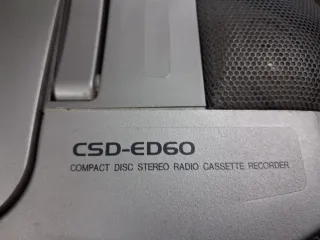 CSD-ED60
COMPACT DISC STEREO RADIO CASSETTE RECORDER